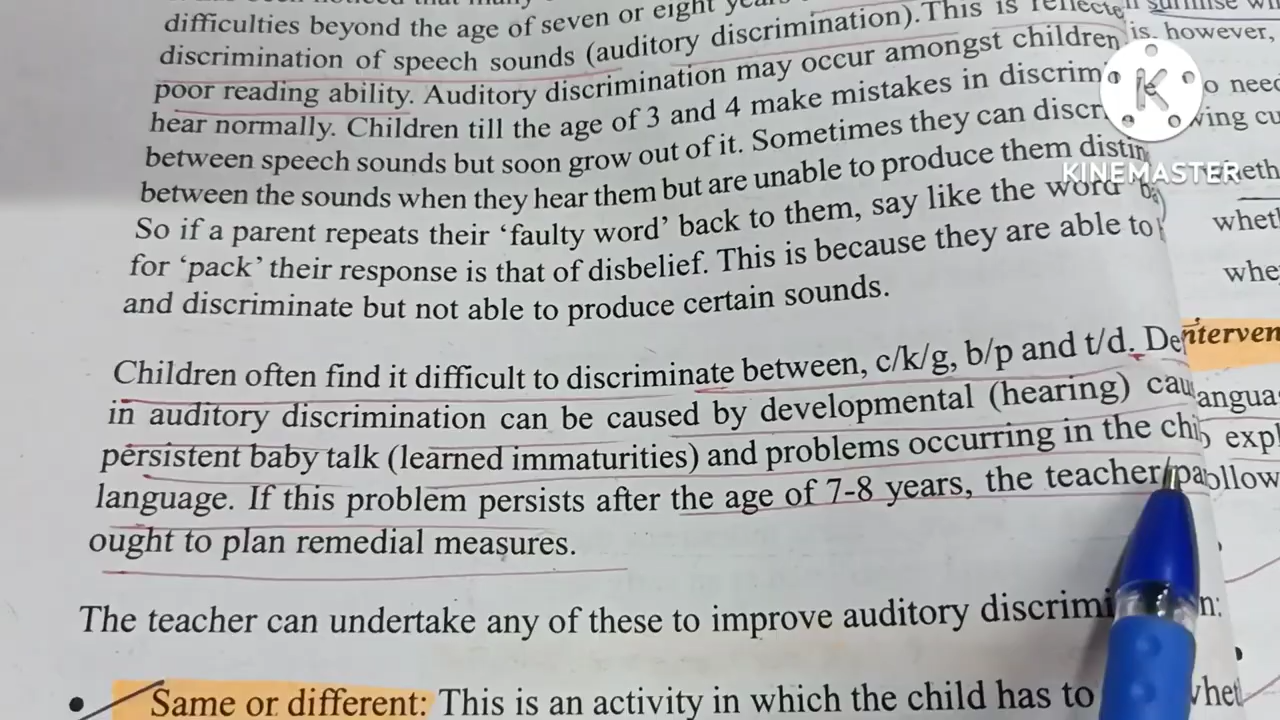 difficulties beyond the age of seven or eight
discrimination of speech sounds (auditory discrimination). This is
poor reading ability. Auditory discrimination may occur amongst children
hear normally. Children till the age of 3 and 4 make mistakes in
between speech sounds but soon grow out of it. Sometimes they can
between the sounds when they hear them but are unable to produce them
So if a parent repeats their ‘faulty word’ back to them, say like the word
for ‘pack’ their response is that of disbelief. This is because they are able to
and discriminate but not able to produce certain sounds.
Children often find it difficult to discriminate between, c/k/g, b/p and t/d.
in auditory discrimination can be caused by developmental (hearing)
persistent baby talk (learned immaturities) and problems occurring in the
language. If this problem persists after the age of 7-8 years, the teacher/
ought to plan remedial measures.
The teacher can undertake any of these to improve auditory
Same or different: This is an activity in which the child has to
is, however,
K
KINEMASTER